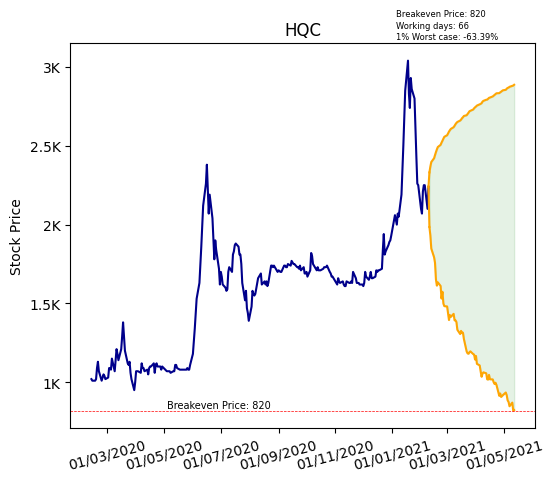 Breakeven Price: 820
Working days: 66
1% Worst case: -63.39%
HQC
Stock Price
3K
2.5K
2K
1.5K
1K
Breakeven Price: 820
01/03/2020
01/05/2020
01/07/2020
01/09/2020
01/11/2020
01/01/2021
01/03/2021
01/05/2021